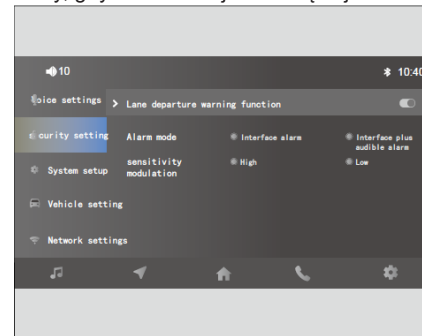 10
10:40
Voice settings
Lane departure warning function
curity setting
Alarm mode
Interface alarm
Interface plus
audible alarm
System setup
sensitivity
modulation
High
Low
Vehicle setting
Network settings